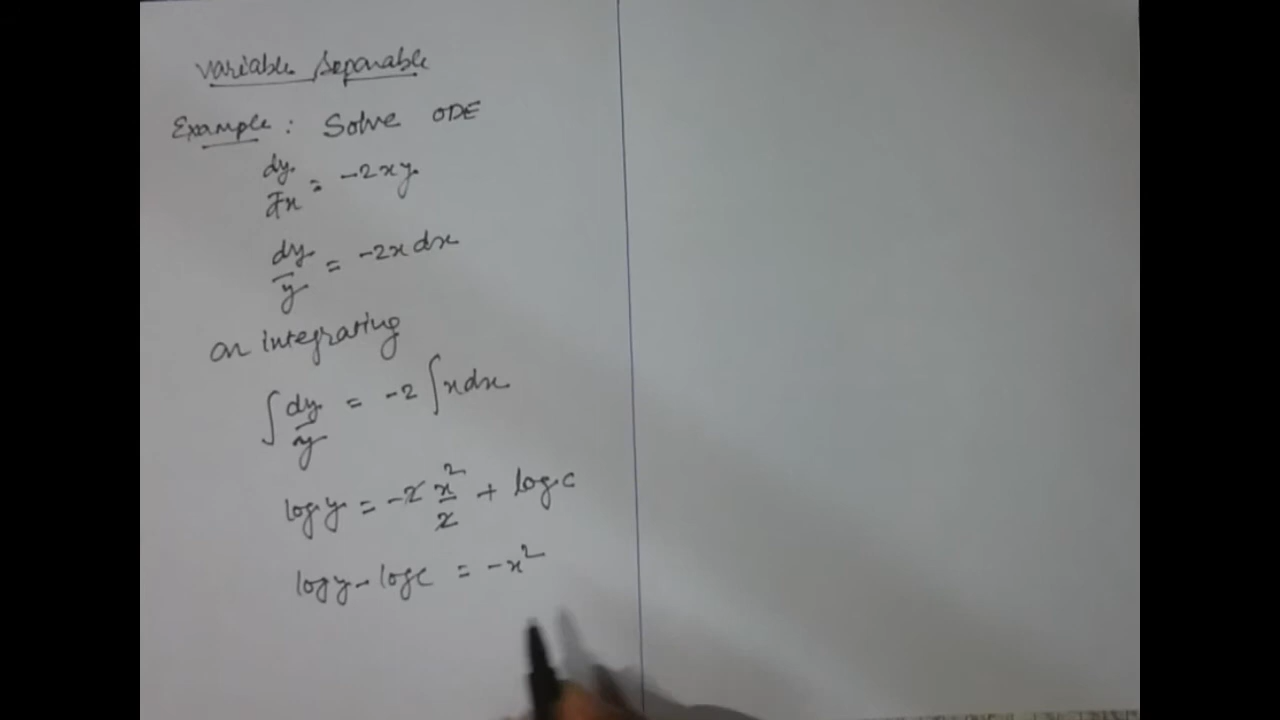 Variable Separable
Example: Solve ODE
dy/dx = -2xy
dy/y = -2x dx
on integrating
∫ dy/y = -2 ∫ x dx
log y = -2 x²/2 + log c
log y - log c = -x²